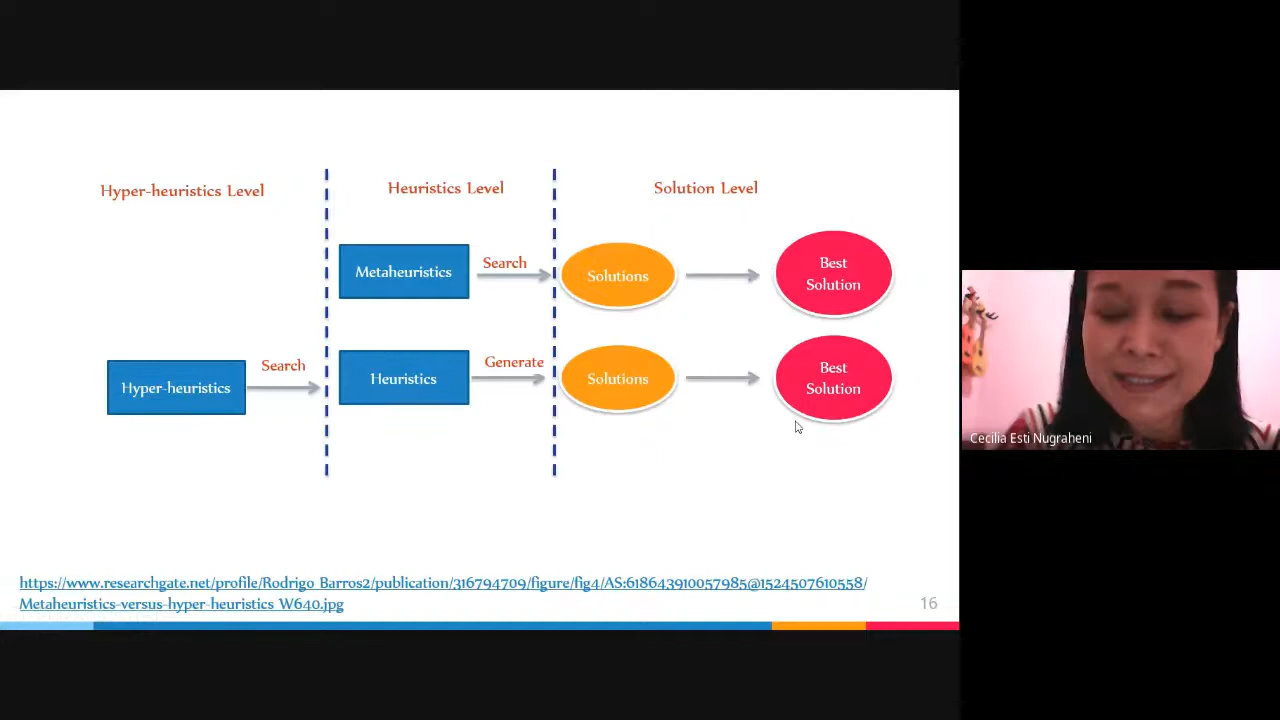 Hyper-heuristics Level
Heuristics Level
Solution Level
Metaheuristics
Search
Solutions
Best
Solution
Hyper-heuristics
Search
Heuristics
Generate
Solutions
Best
Solution
Cecilia Esti Nugraheni
https://www.researchgate.net/profile/Rodrigo_Barros2/publication/316794709/figure/fig4/AS:618643910057985@1524507610558/
Metaheuristics-versus-hyper-heuristics_W640.jpg
16